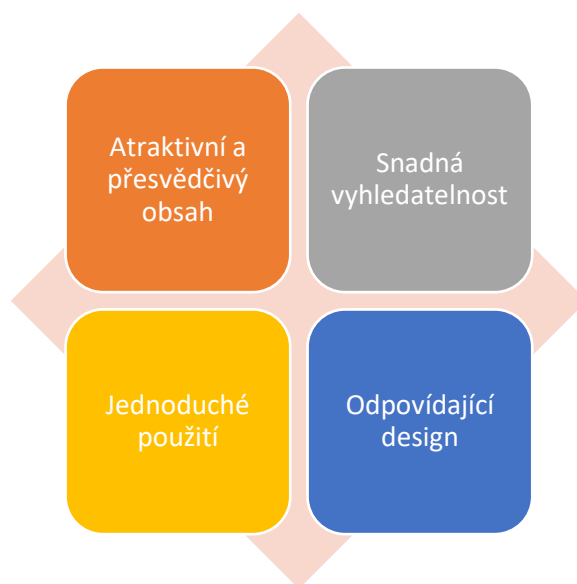 Atraktivní a
přesvědčivý
obsah
Snadná
vyhledatelnost
Jednoduché
použití
Odpovídající
design